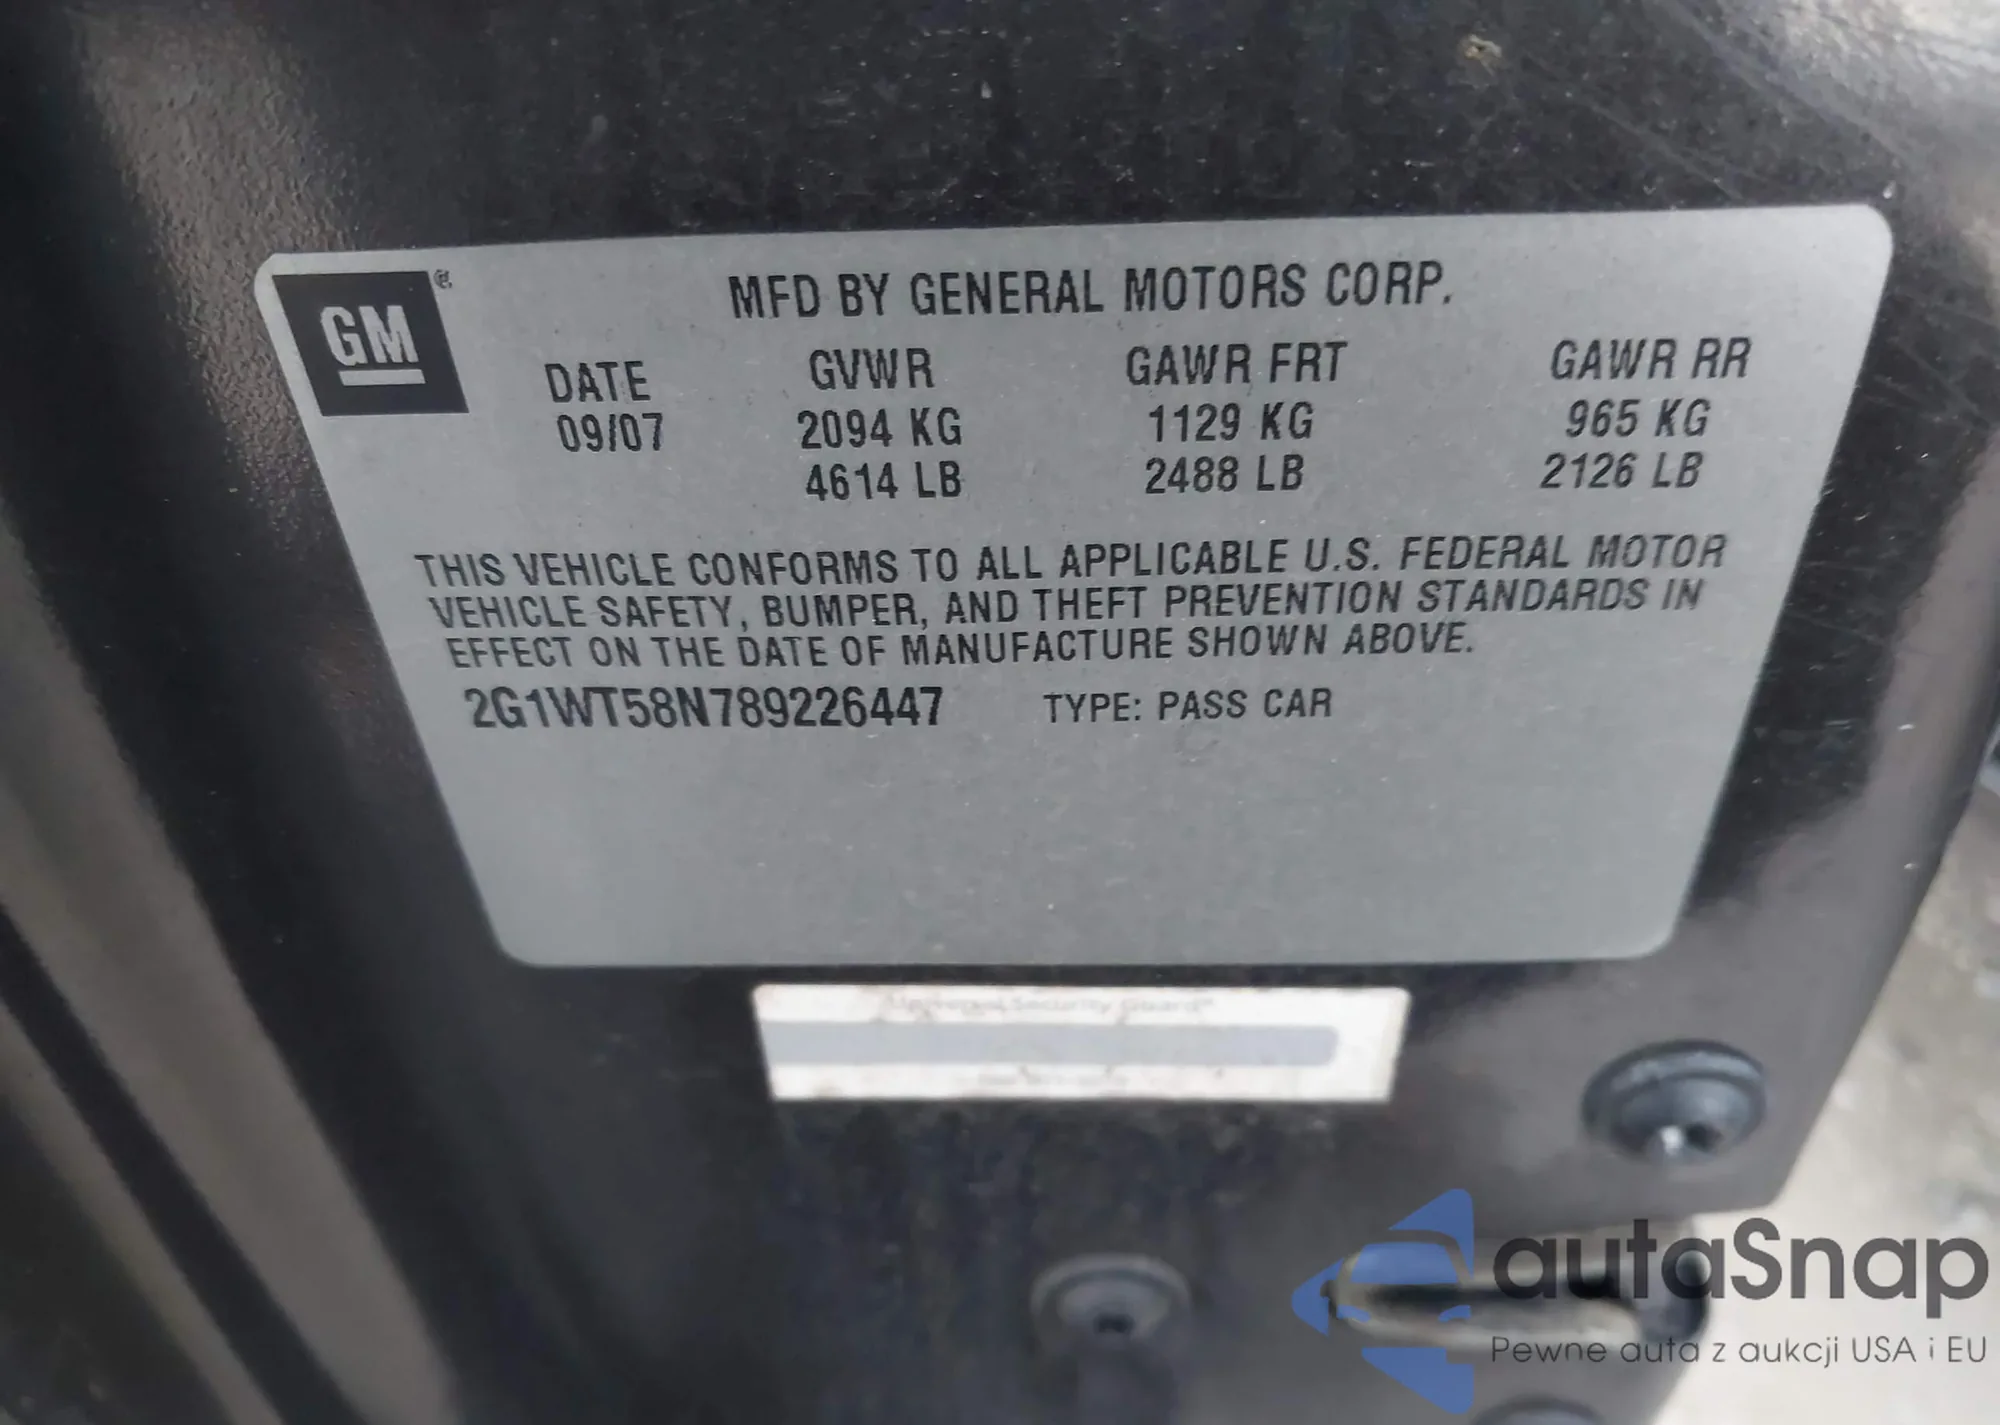 GM®
MFD BY GENERAL MOTORS CORP.
DATE GVWR GAWR FRT GAWR RR
09/07 2094 KG 1129 KG 965 KG
4614 LB 2488 LB 2126 LB
THIS VEHICLE CONFORMS TO ALL APPLICABLE U.S. FEDERAL MOTOR
VEHICLE SAFETY, BUMPER, AND THEFT PREVENTION STANDARDS IN
EFFECT ON THE DATE OF MANUFACTURE SHOWN ABOVE.
2G1WT58N789226447 TYPE: PASS CAR
Universal Security Guard
autaSnap
Pewne auta z aukcji USA i EU